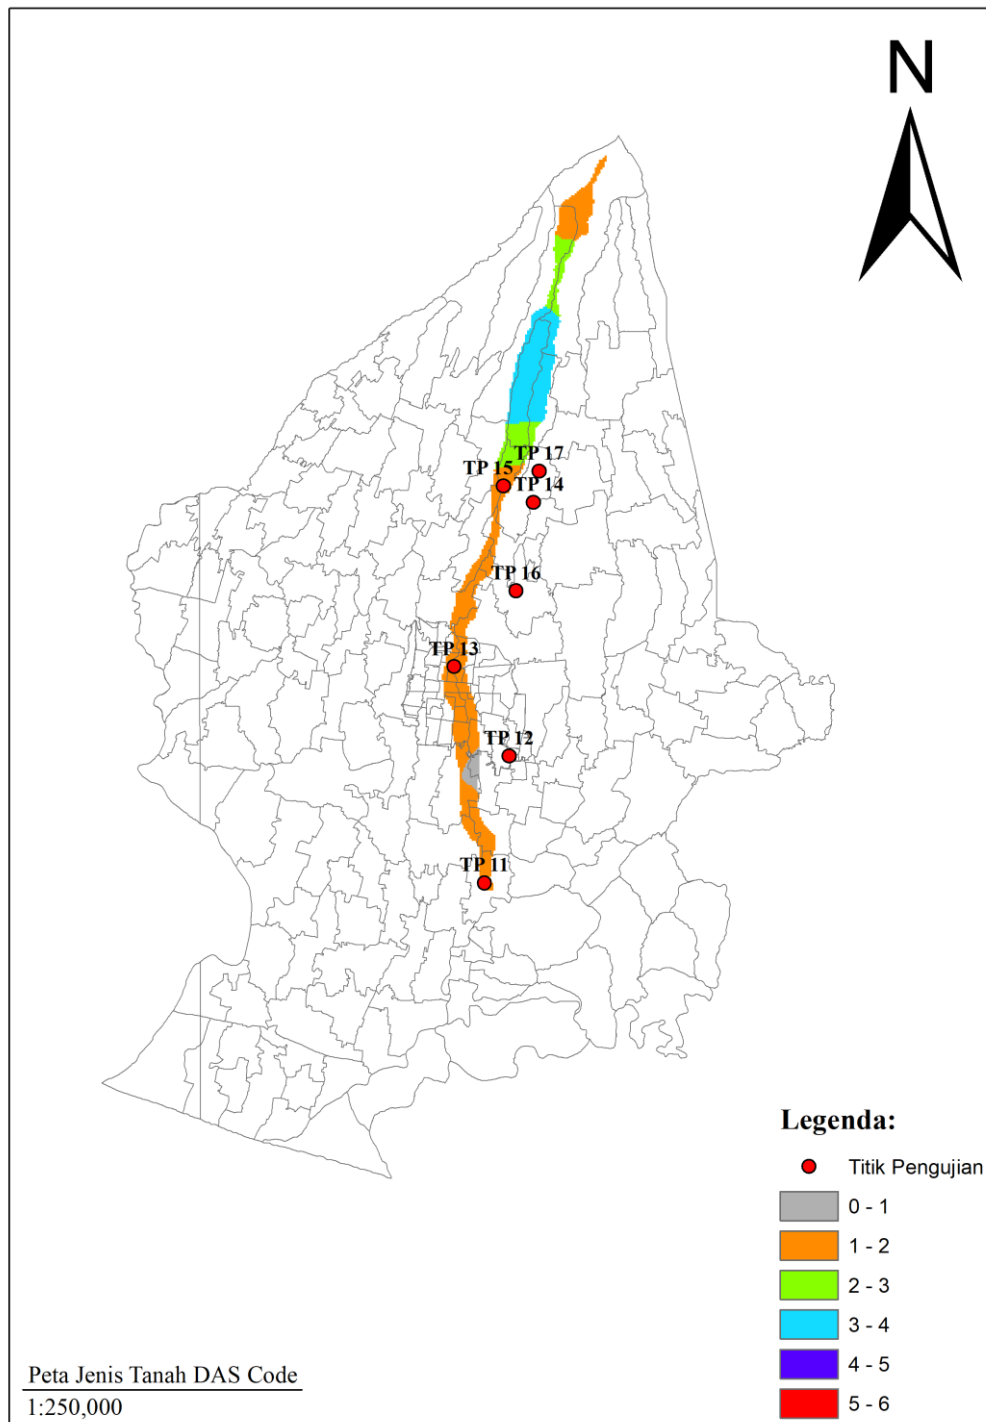 N
TP 17
TP 15
TP 14
TP 16
TP 13
TP 12
TP 11
Legenda:
Titik Pengujian
0 - 1
1 - 2
2 - 3
3 - 4
4 - 5
5 - 6
Peta Jenis Tanah DAS Code
1:250,000